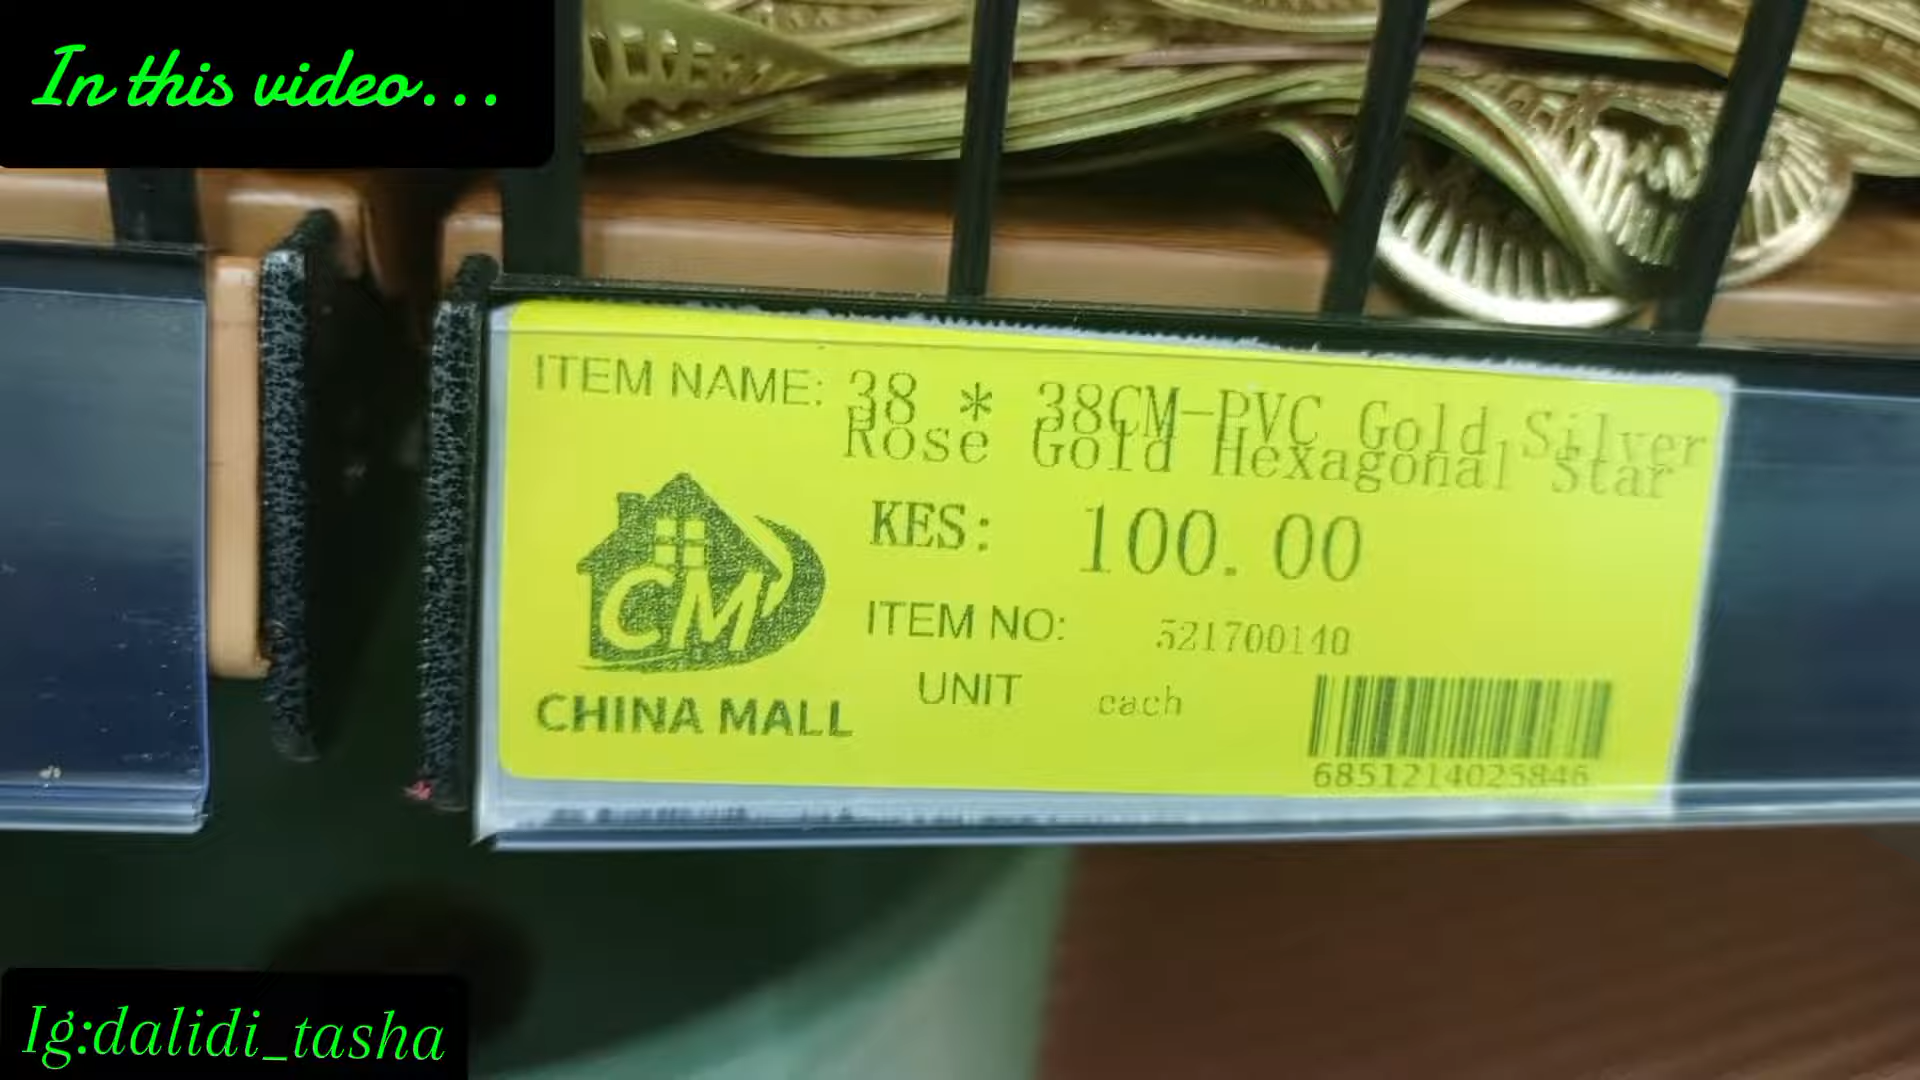 In this video...
ITEM NAME: 38 * 38CM-PVC Gold Silver
Rose Gold Hexagonal Star
KES: 100.00
CM
ITEM NO: 521700140
UNIT each
CHINA MALL
6851214025846
Ig:dalidi_tasha